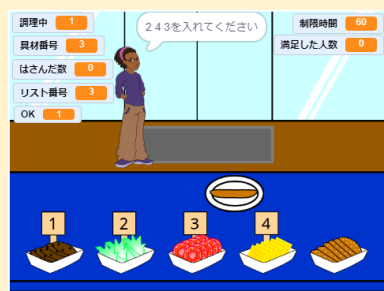 調理中 1
具材番号 3
はさんだ数 0
リスト番号 3
OK 1
2 4 3を入れてください
制限時間 60
満足した人数 0
1 2 3 4